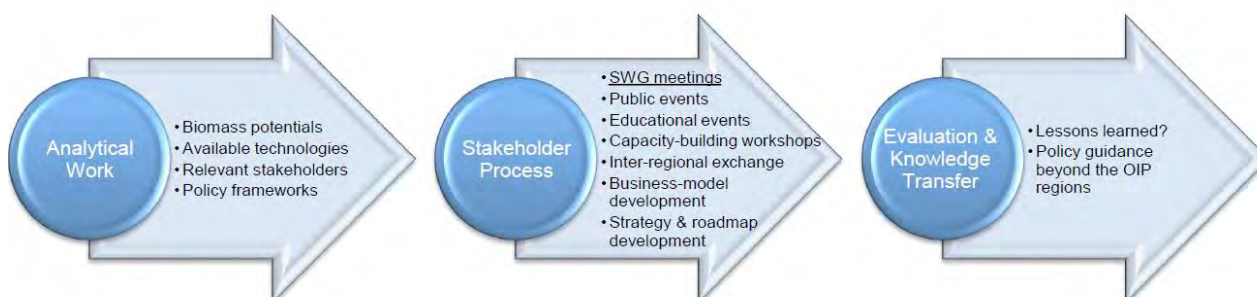 Analytical
Work
• Biomass potentials
• Available technologies
• Relevant stakeholders
• Policy frameworks
Stakeholder
Process
• SWG meetings
• Public events
• Educational events
• Capacity-building workshops
• Inter-regional exchange
• Business-model
development
• Strategy & roadmap
development
Evaluation &
Knowledge
Transfer
• Lessons learned?
• Policy guidance
beyond the OIP
regions